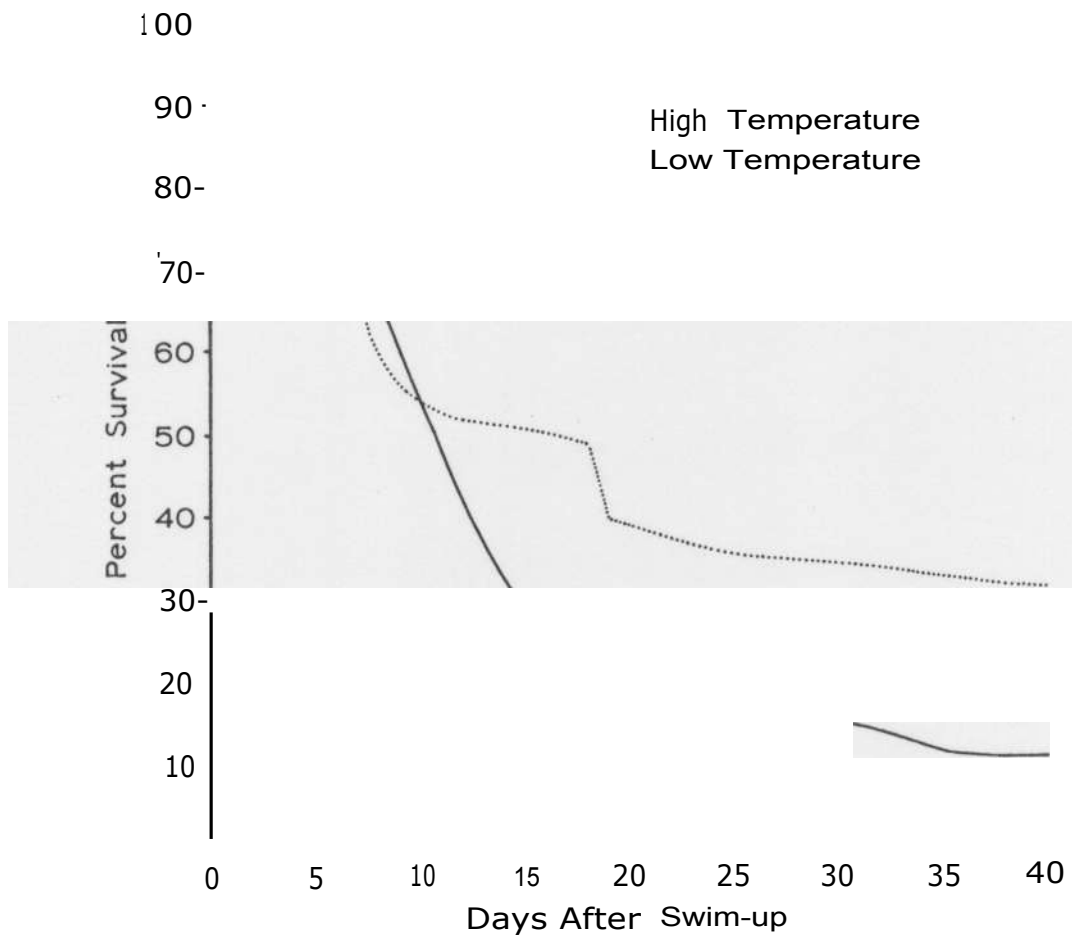 100
90
High Temperature
Low Temperature
80-
'70-
Percent Survival
60
50
40
30-
20
10
0 5 10 15 20 25 30 35 40
Days After Swim-up